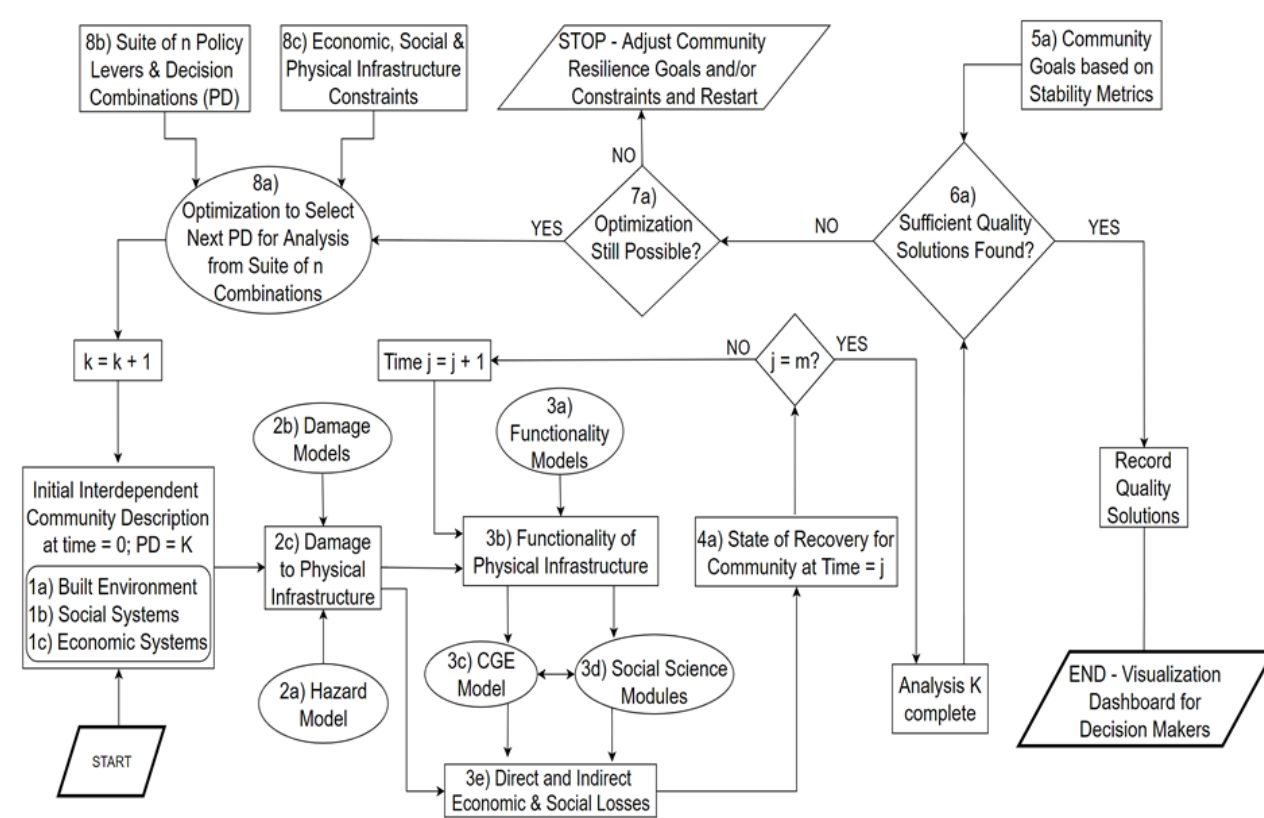 8b) Suite of n Policy
Levers & Decision
Combinations (PD)
8c) Economic, Social &
Physical Infrastructure
Constraints
STOP - Adjust Community
Resilience Goals and/or
Constraints and Restart
5a) Community
Goals based on
Stability Metrics
8a)
Optimization to Select
Next PD for Analysis
from Suite of n
Combinations
YES
NO
7a)
Optimization
Still Possible?
NO
6a)
Sufficient Quality
Solutions Found?
YES
k = k + 1
Time j = j + 1
NO
j = m?
YES
2b) Damage
Models
3a)
Functionality
Models
Record
Quality
Solutions
Initial Interdependent
Community Description
at time = 0; PD = K
1a) Built Environment
1b) Social Systems
1c) Economic Systems
2c) Damage
to Physical
Infrastructure
3b) Functionality of
Physical Infrastructure
4a) State of Recovery for
Community at Time = j
2a) Hazard
Model
3c) CGE
Model
3d) Social Science
Modules
Analysis K
complete
END - Visualization
Dashboard for
Decision Makers
START
3e) Direct and Indirect
Economic & Social Losses